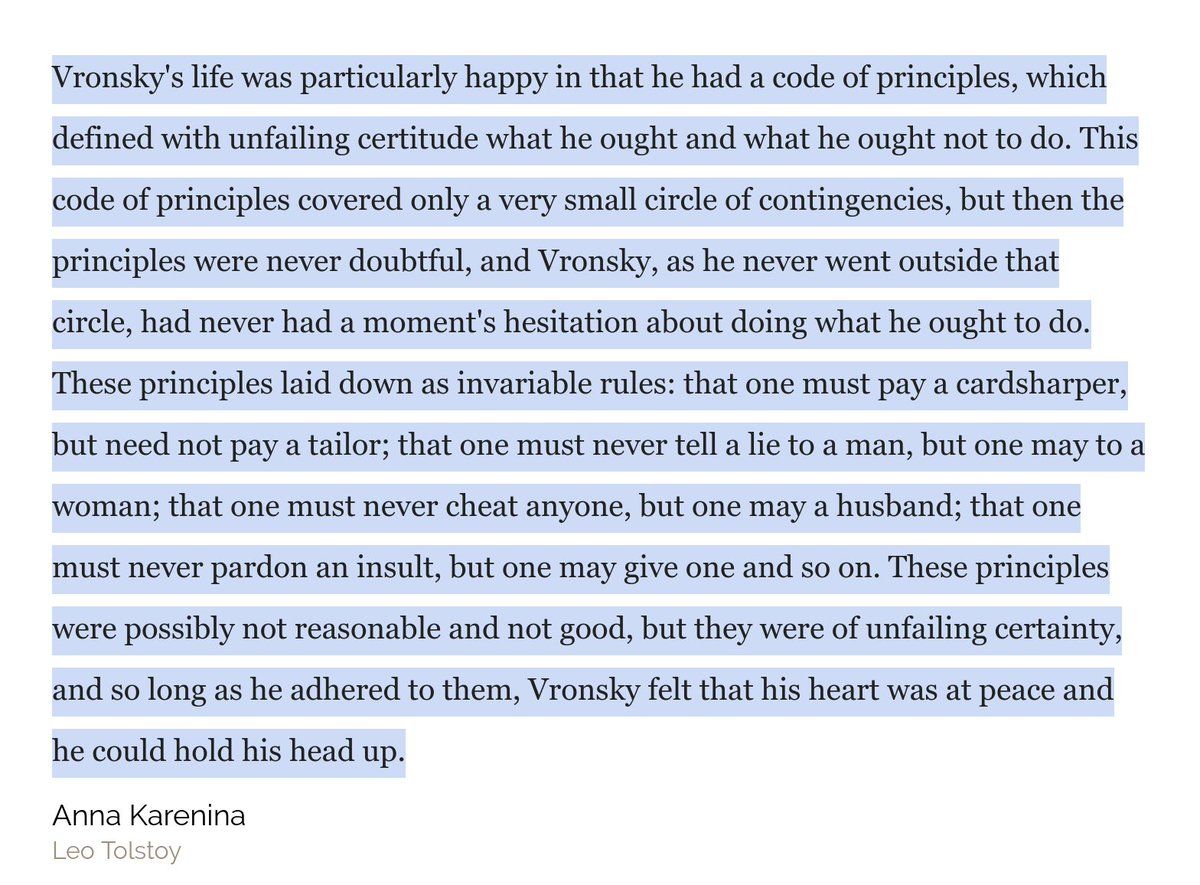 Vronsky's life was particularly happy in that he had a code of principles, which
defined with unfailing certitude what he ought and what he ought not to do. This
code of principles covered only a very small circle of contingencies, but then the
principles were never doubtful, and Vronsky, as he never went outside that
circle, had never had a moment's hesitation about doing what he ought to do.
These principles laid down as invariable rules: that one must pay a cardsharper,
but need not pay a tailor; that one must never tell a lie to a man, but one may to a
woman; that one must never cheat anyone, but one may a husband; that one
must never pardon an insult, but one may give one and so on. These principles
were possibly not reasonable and not good, but they were of unfailing certainty,
and so long as he adhered to them, Vronsky felt that his heart was at peace and
he could hold his head up.
Anna Karenina
Leo Tolstoy